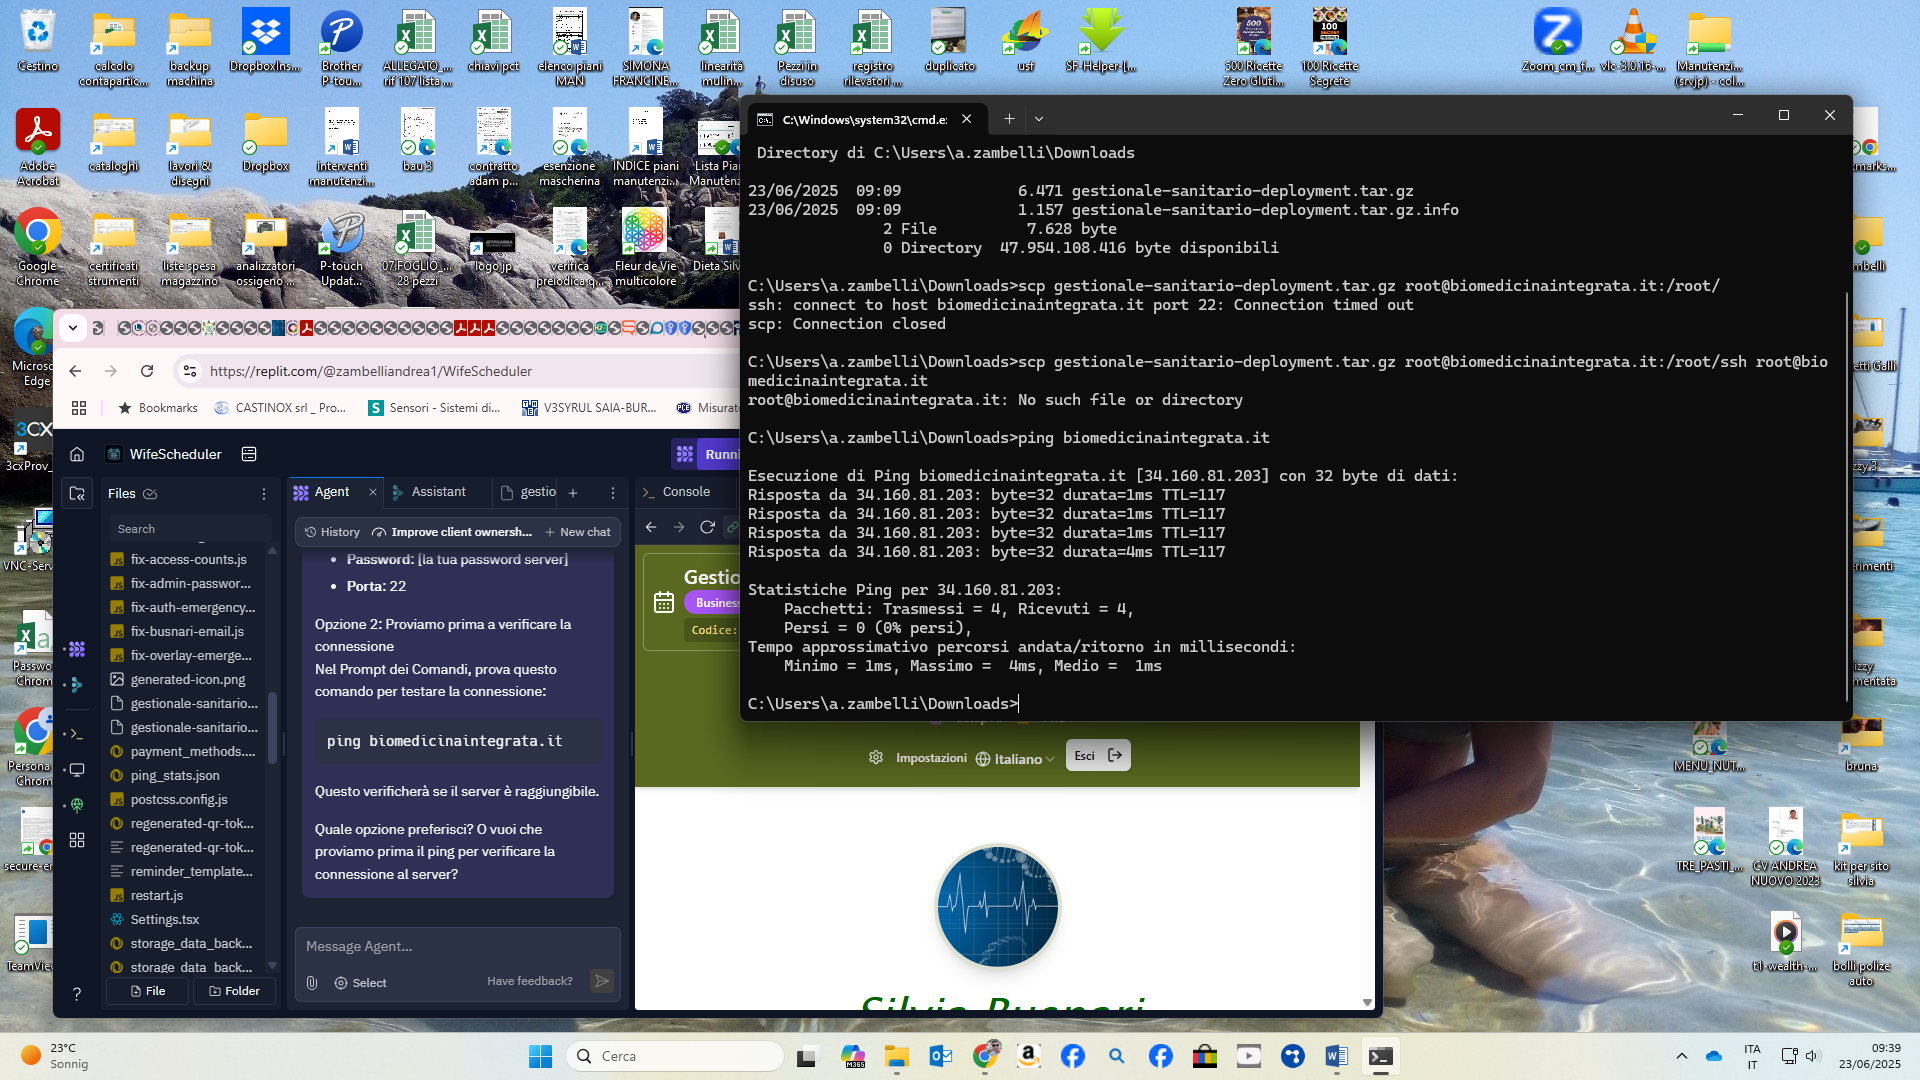 Cestino
calcolo contapartic...
backup machina
DropboxIns...
Brother P-tou...
ALLEGATO_... rif 107 lista ...
chiavi pct
elenco piani MAN
SIMONA FRANCINE...
linearità mulin...
Pezzi in disuso
registro rilevatori ...
duplicato
usf
SF-Helper-[...
500 Ricette Zero Gluti...
100 Ricette Segrete
Zoom_cm_f...
vlc-3.0.16-...
Manutenzi... (srvjp) - col...
Adobe Acrobat
cataloghi
lavori & disegni
Dropbox
interventi manutenzi...
bau 3
contratto adam p...
esenzione mascherina
INDICE piani manutenzi...
Lista Pia
Manuten
Google Chrome
certificati strumenti
liste spesa magazzino
analizzatori ossigeno ...
P-touch Updat...
07.FOGLIO_... 28 pezzi
logo.jp
verifica preiodica q...
Fleur de Vie multicolore
Dieta Silv
C:\Windows\system32\cmd.e:
Directory di C:\Users\a.zambelli\Downloads
23/06/2025  09:09             6.471 gestionale-sanitario-deployment.tar.gz
23/06/2025  09:09             1.157 gestionale-sanitario-deployment.tar.gz.info
2 File          7.628 byte
0 Directory  47.954.108.416 byte disponibili
C:\Users\a.zambelli\Downloads>scp gestionale-sanitario-deployment.tar.gz root@biomedicinaintegrata.it:/root/
ssh: connect to host biomedicinaintegrata.it port 22: Connection timed out
scp: Connection closed
C:\Users\a.zambelli\Downloads>scp gestionale-sanitario-deployment.tar.gz root@biomedicinaintegrata.it:/root/ssh root@bio
medicinaintegrata.it
root@biomedicinaintegrata.it: No such file or directory
C:\Users\a.zambelli\Downloads>ping biomedicinaintegrata.it
Esecuzione di Ping biomedicinaintegrata.it [34.160.81.203] con 32 byte di dati:
Risposta da 34.160.81.203: byte=32 durata=1ms TTL=117
Risposta da 34.160.81.203: byte=32 durata=1ms TTL=117
Risposta da 34.160.81.203: byte=32 durata=1ms TTL=117
Risposta da 34.160.81.203: byte=32 durata=4ms TTL=117
Statistiche Ping per 34.160.81.203:
Pacchetti: Trasmessi = 4, Ricevuti = 4,
Persi = 0 (0% persi),
Tempo approssimativo percorsi andata/ritorno in millisecondi:
Minimo = 1ms, Massimo =  4ms, Medio =  1ms
C:\Users\a.zambelli\Downloads>
Micros
Edge
3CX
3cxProv_
VNC-Serv
Passwor
Persona
Chrom
secure-e
TeamView
https://replit.com/@zambelliandrea1/WifeScheduler
Bookmarks
CASTINOX srl _ Pro...
Sensori - Sistemi di...
V3SYRUL SAIA-BUR...
Misurat
WifeScheduler
Runni
Files
Search
fix-access-counts.js
fix-admin-passwor...
fix-auth-emergency...
fix-busnari-email.js
fix-overlay-emerge...
generated-icon.png
gestionale-sanitario...
gestionale-sanitario...
payment_methods....
ping_stats.json
postcss.config.js
regenerated-qr-tok...
regenerated-qr-tok...
reminder_template...
restart.js
Settings.tsx
storage_data_back...
storage_data_back...
File
Folder
Agent
Assistant
gestio
History
Improve client ownersh...
New chat
Password: [la tua password server]
Porta: 22
Opzione 2: Proviamo prima a verificare la
connessione
Nel Prompt dei Comandi, prova questo
comando per testare la connessione:
ping biomedicinaintegrata.it
Questo verificherà se il server è raggiungibile.
Quale opzione preferisci? O vuoi che
proviamo prima il ping per verificare la
connessione al server?
Message Agent...
Select
Have feedback?
Console
Gestio
Business
Codice:
Impostazioni
Italiano
Esci
Silvia Busnari
MENU_NUT...
bruna
TRE_PASTI_...
CV ANDREA NUOVO 2023
kit per sito silvia
t1-wealth-...
bolli polize auto
23°C
Sonnig
Cerca
ITA
IT
09:39
23/06/2025